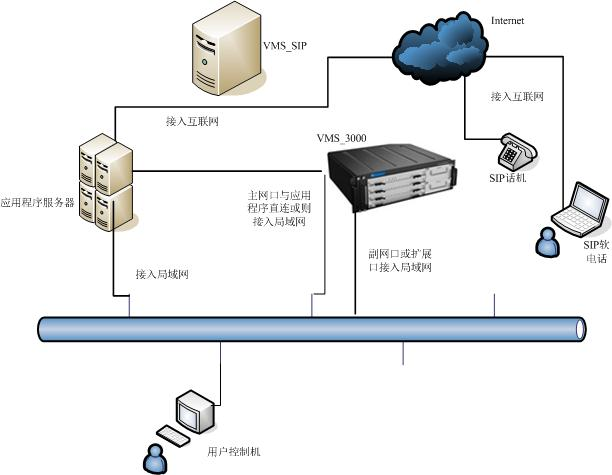 VMS_SIP
Internet
接入互联网
接入互联网
VMS_3000
SIP话机
应用程序服务器
主网口与应用
程序直连或则
接入局域网
SIP软
电话
副网口或扩展
口接入局域网
接入局域网
用户控制机